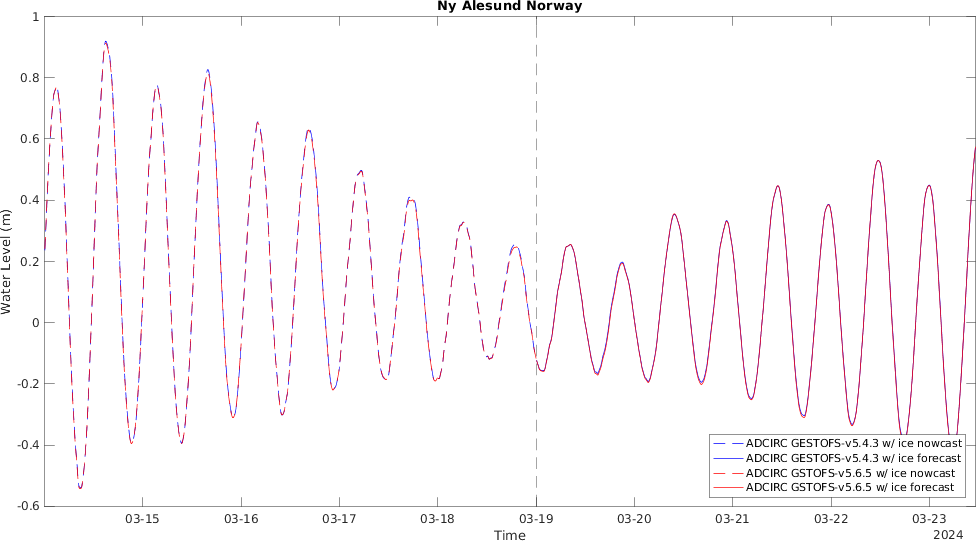 Ny Alesund Norway
1
0.8
0.6
0.4
0.2
0
-0.2
-0.4
-0.6
Water Level (m)
ADCIRC GESTOFS-v5.4.3 w/ ice nowcast
ADCIRC GESTOFS-v5.4.3 w/ ice forecast
ADCIRC GSTOFS-v5.6.5 w/ ice nowcast
ADCIRC GSTOFS-v5.6.5 w/ ice forecast
03-15 03-16 03-17 03-18 03-19 03-20 03-21 03-22 03-23
Time
2024